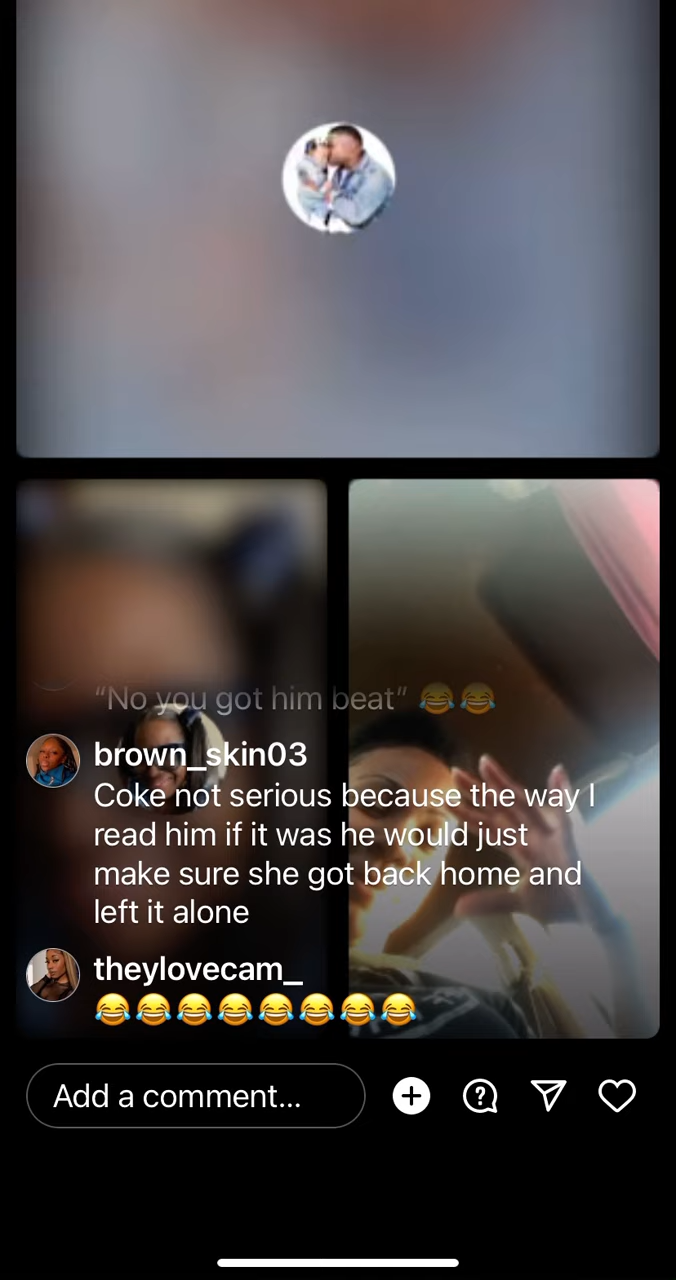 “No you got him beat” 😂😂
brown_skin03
Coke not serious because the way I
read him if it was he would just
make sure she got back home and
left it alone
theylovecam_
😂😂😂😂😂😂😂😂
Add a comment...